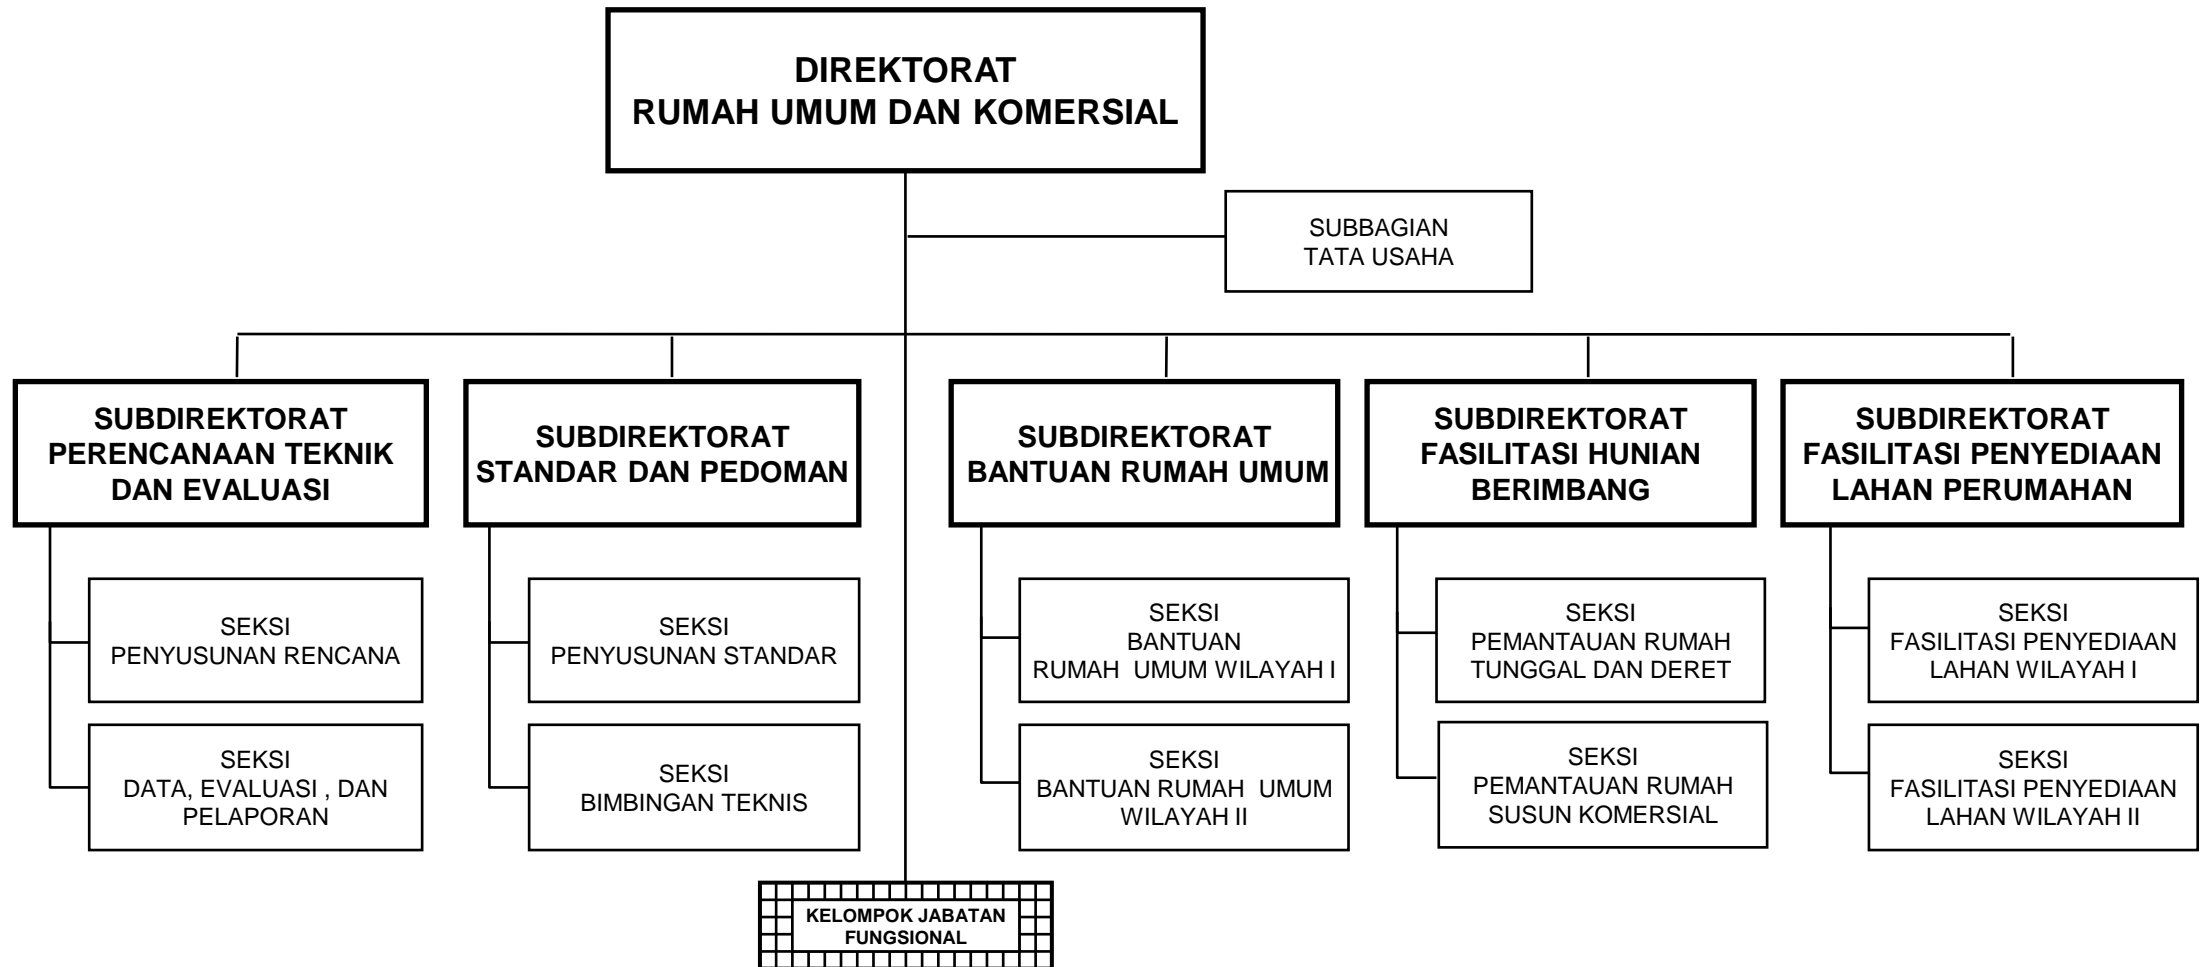 DIREKTORAT
RUMAH UMUM DAN KOMERSIAL
SUBBAGIAN
TATA USAHA
SUBDIREKTORAT
PERENCANAAN TEKNIK
DAN EVALUASI
SUBDIREKTORAT
STANDAR DAN PEDOMAN
SUBDIREKTORAT
BANTUAN RUMAH UMUM
SUBDIREKTORAT
FASILITASI HUNIAN
BERIMBANG
SUBDIREKTORAT
FASILITASI PENYEDIAAN
LAHAN PERUMAHAN
SEKSI
PENYUSUNAN RENCANA
SEKSI
PENYUSUNAN STANDAR
SEKSI
BANTUAN
RUMAH  UMUM WILAYAH I
SEKSI
PEMANTAUAN RUMAH
TUNGGAL DAN DERET
SEKSI
FASILITASI PENYEDIAAN
LAHAN WILAYAH I
SEKSI
DATA, EVALUASI , DAN
PELAPORAN
SEKSI
BIMBINGAN TEKNIS
SEKSI
BANTUAN RUMAH  UMUM
WILAYAH II
SEKSI
PEMANTAUAN RUMAH
SUSUN KOMERSIAL
SEKSI
FASILITASI PENYEDIAAN
LAHAN WILAYAH II
KELOMPOK JABATAN
FUNGSIONAL